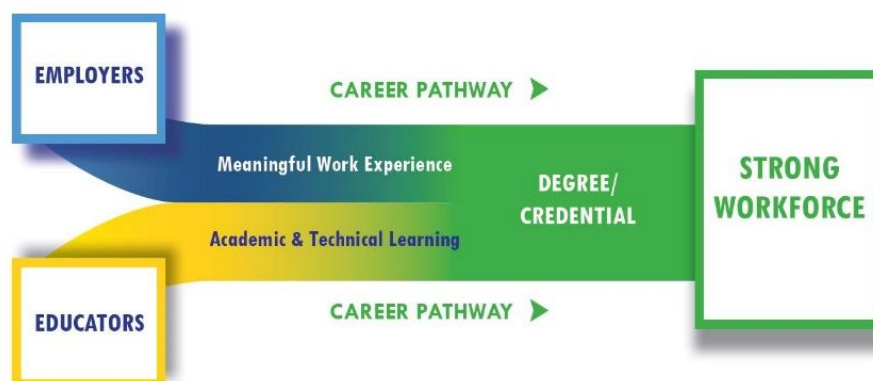 EMPLOYERS
CAREER PATHWAY
Meaningful Work Experience
Academic & Technical Learning
DEGREE/
CREDENTIAL
STRONG
WORKFORCE
EDUCATORS
CAREER PATHWAY